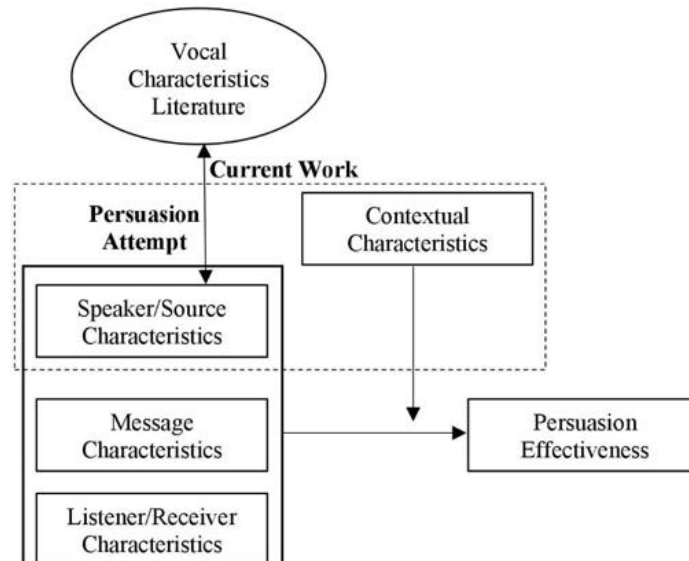 Vocal
Characteristics
Literature
Current Work
Persuasion
Attempt
Contextual
Characteristics
Speaker/Source
Characteristics
Message
Characteristics
Persuasion
Effectiveness
Listener/Receiver
Characteristics